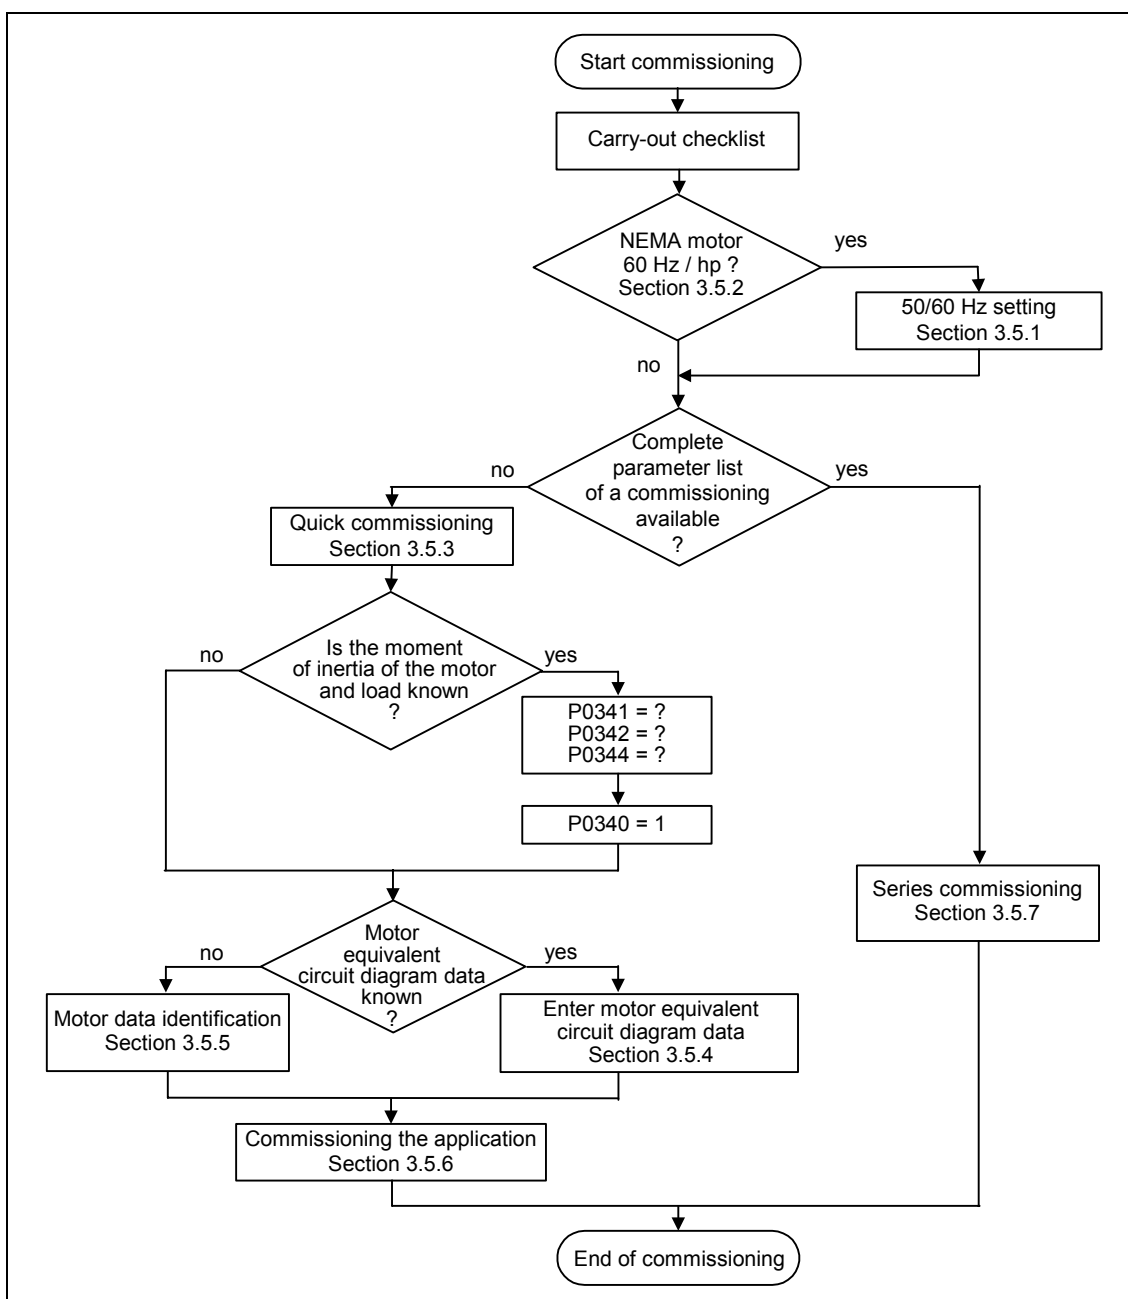 Start commissioning
Carry-out checklist
NEMA motor
60 Hz / hp ?
Section 3.5.2
yes
50/60 Hz setting
Section 3.5.1
no
Complete
parameter list
of a commissioning
available
?
no
yes
Quick commissioning
Section 3.5.3
Is the moment
of inertia of the motor
and load known
?
no
yes
P0341 = ?
P0342 = ?
P0344 = ?
P0340 = 1
Series commissioning
Section 3.5.7
Motor
equivalent
circuit diagram data
known
?
no
yes
Motor data identification
Section 3.5.5
Enter motor equivalent
circuit diagram data
Section 3.5.4
Commissioning the application
Section 3.5.6
End of commissioning